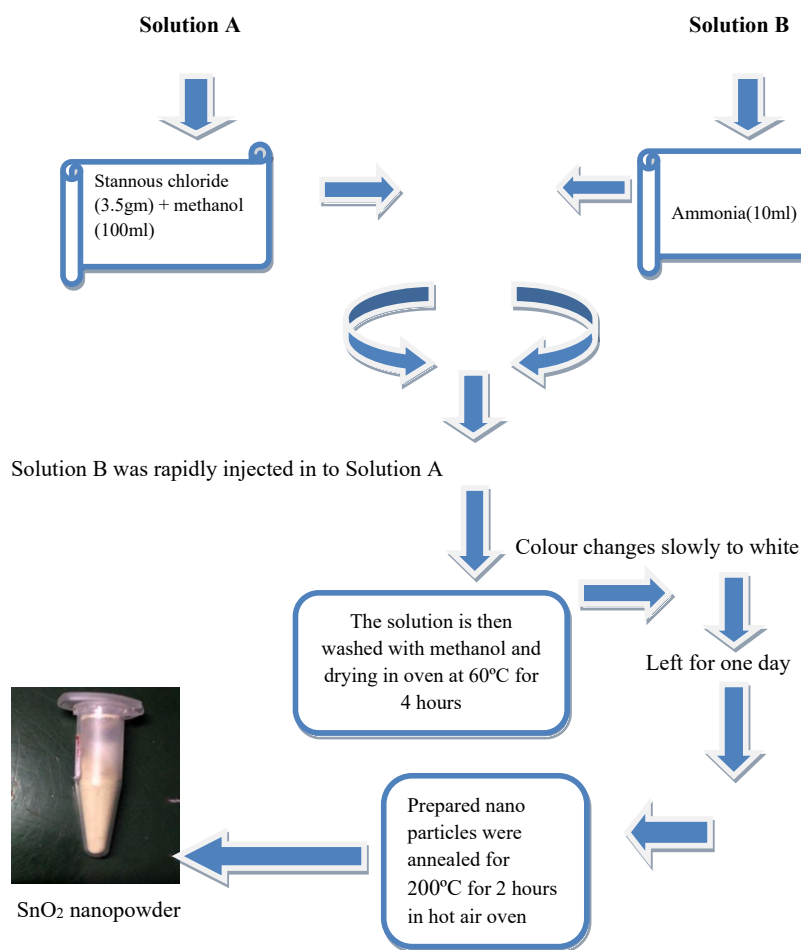 Solution A
Solution B
Stannous chloride
(3.5gm) + methanol
(100ml)
Ammonia(10ml)
Solution B was rapidly injected in to Solution A
Colour changes slowly to white
The solution is then
washed with methanol and
drying in oven at 60ºC for
4 hours
Left for one day
Prepared nano
particles were
annealed for
200ºC for 2 hours
in hot air oven
SnO₂ nanopowder